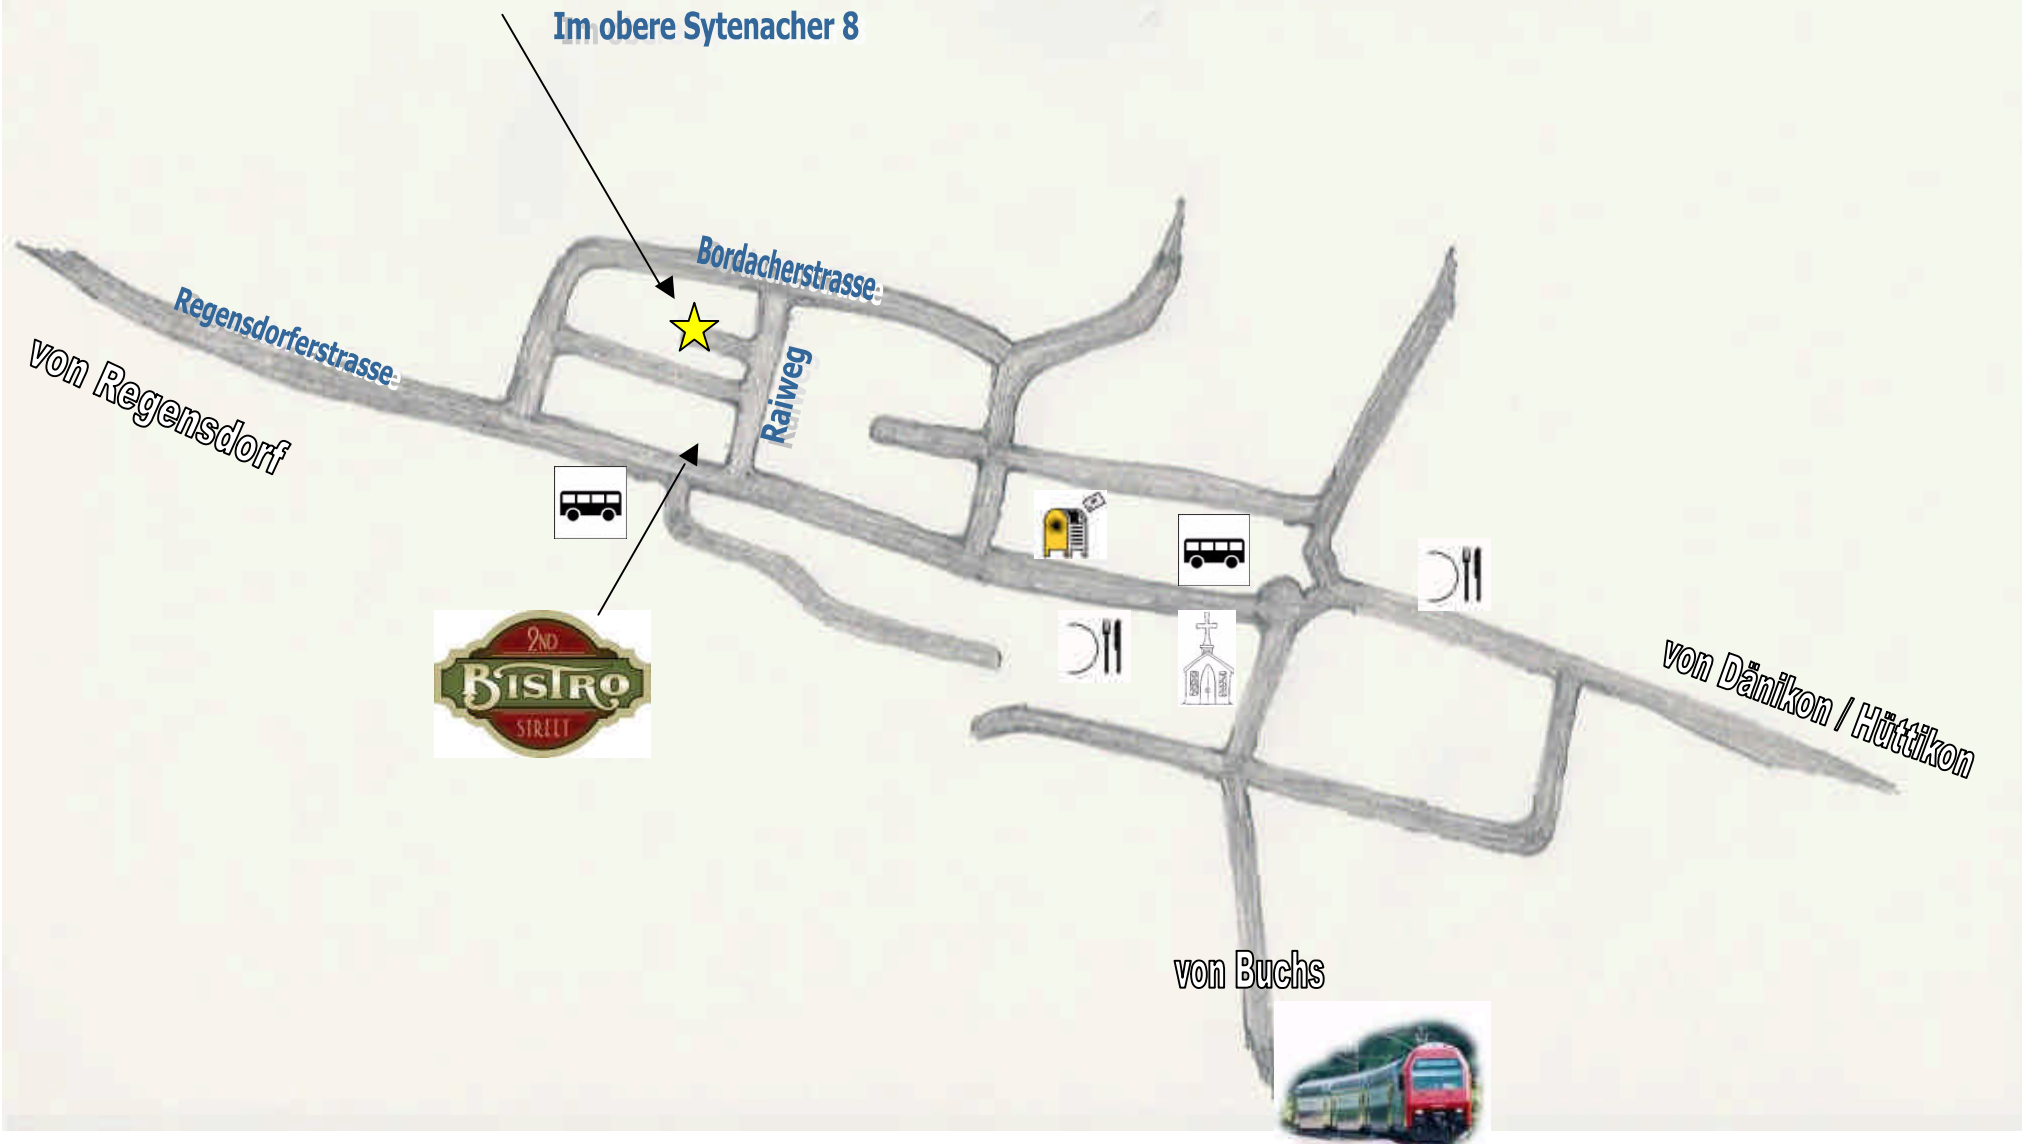 Im obere Sytenacher 8
Bordacherstrasse
Regensdorferstrasse
von Regensdorf
Raiweg
2ND
BISTRO
STREET
von Dänikon / Hüttikon
von Buchs